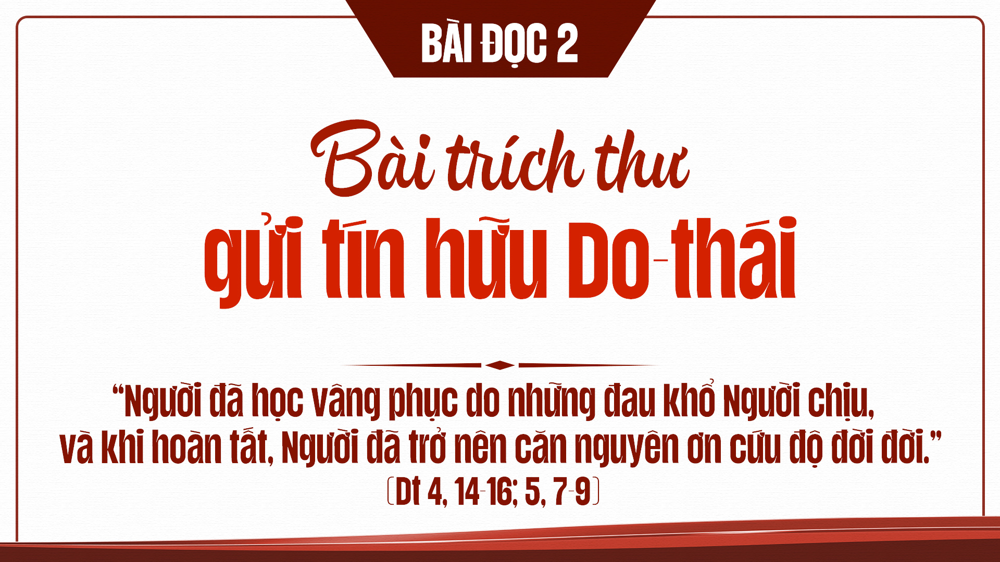 BÀI ĐỌC 2
Bài trích thư
gửi tín hữu Do-thái
“Người đã học vâng phục do những đau khổ Người chịu,
và khi hoàn tất, Người đã trở nên căn nguyên ơn cứu độ đời đời.”
(Dt 4, 14-16; 5, 7-9)